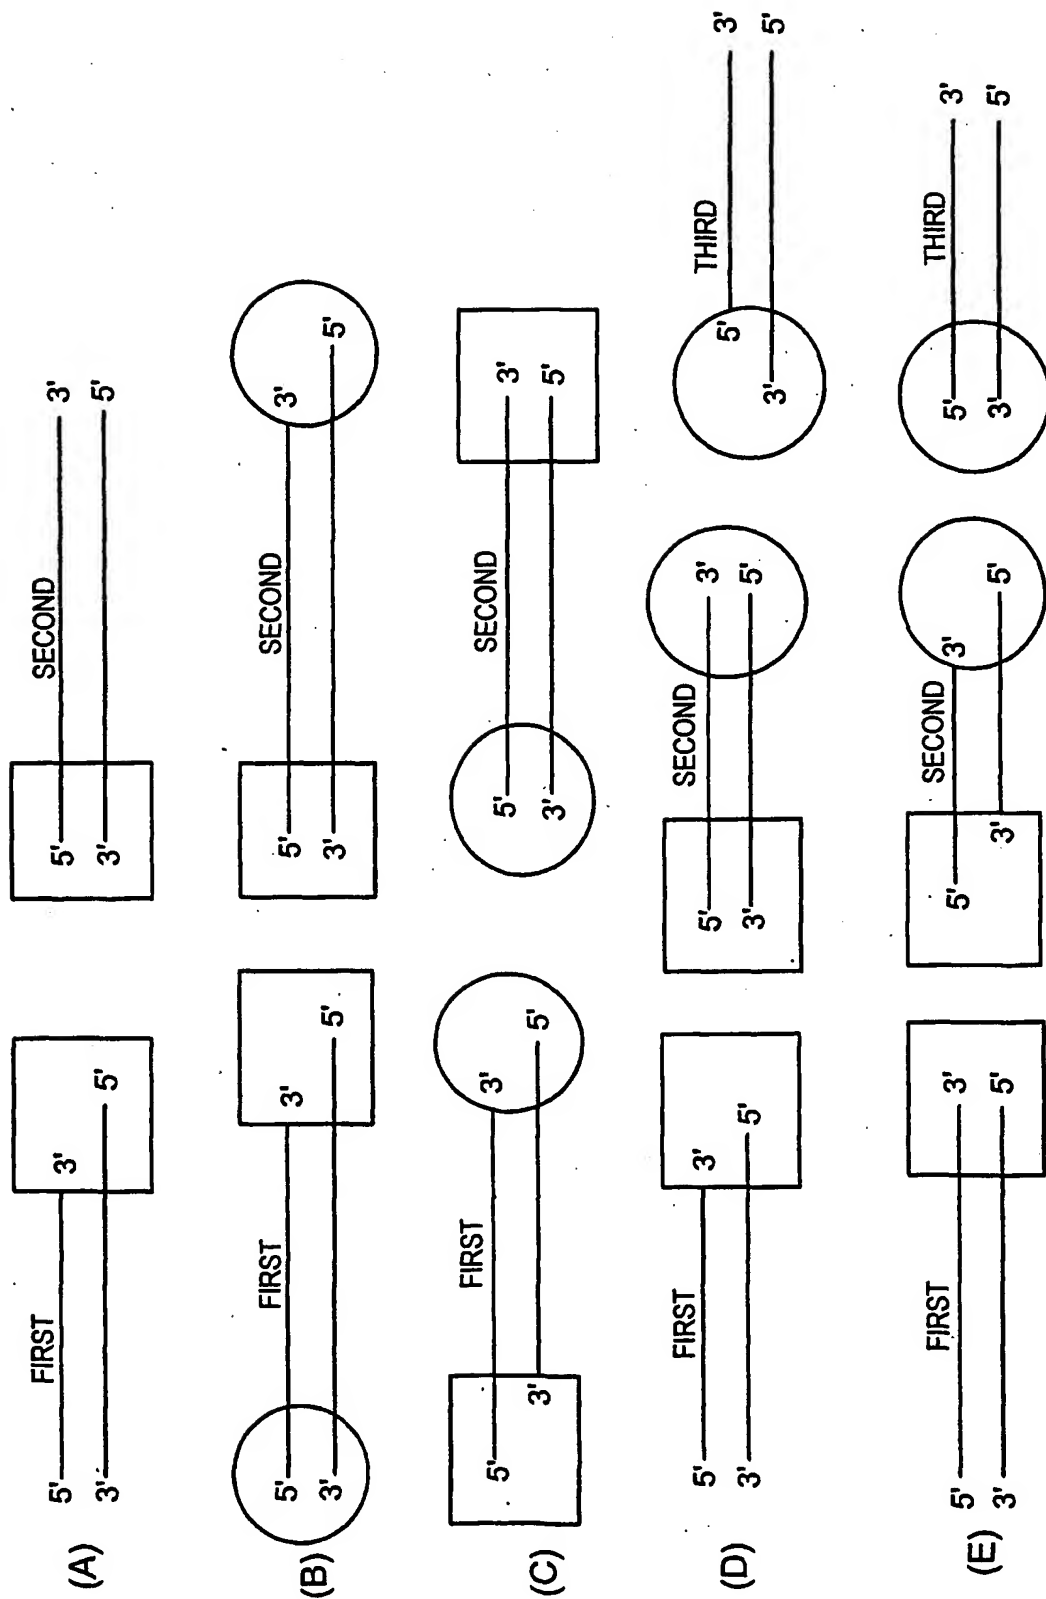 (A) FIRST SECOND
5' 3' 5' 3'
3' 5' 3' 5'
(B) FIRST SECOND
5' 3' 5' 3'
3' 5' 3' 5'
(C) FIRST SECOND
5' 3' 5' 3'
3' 5' 3' 5'
(D) FIRST SECOND THIRD
5' 3' 5' 3' 5' 3'
3' 5' 3' 5' 3' 5'
(E) FIRST SECOND THIRD
5' 3' 5' 3' 5' 3'
3' 5' 3' 5' 3' 5'